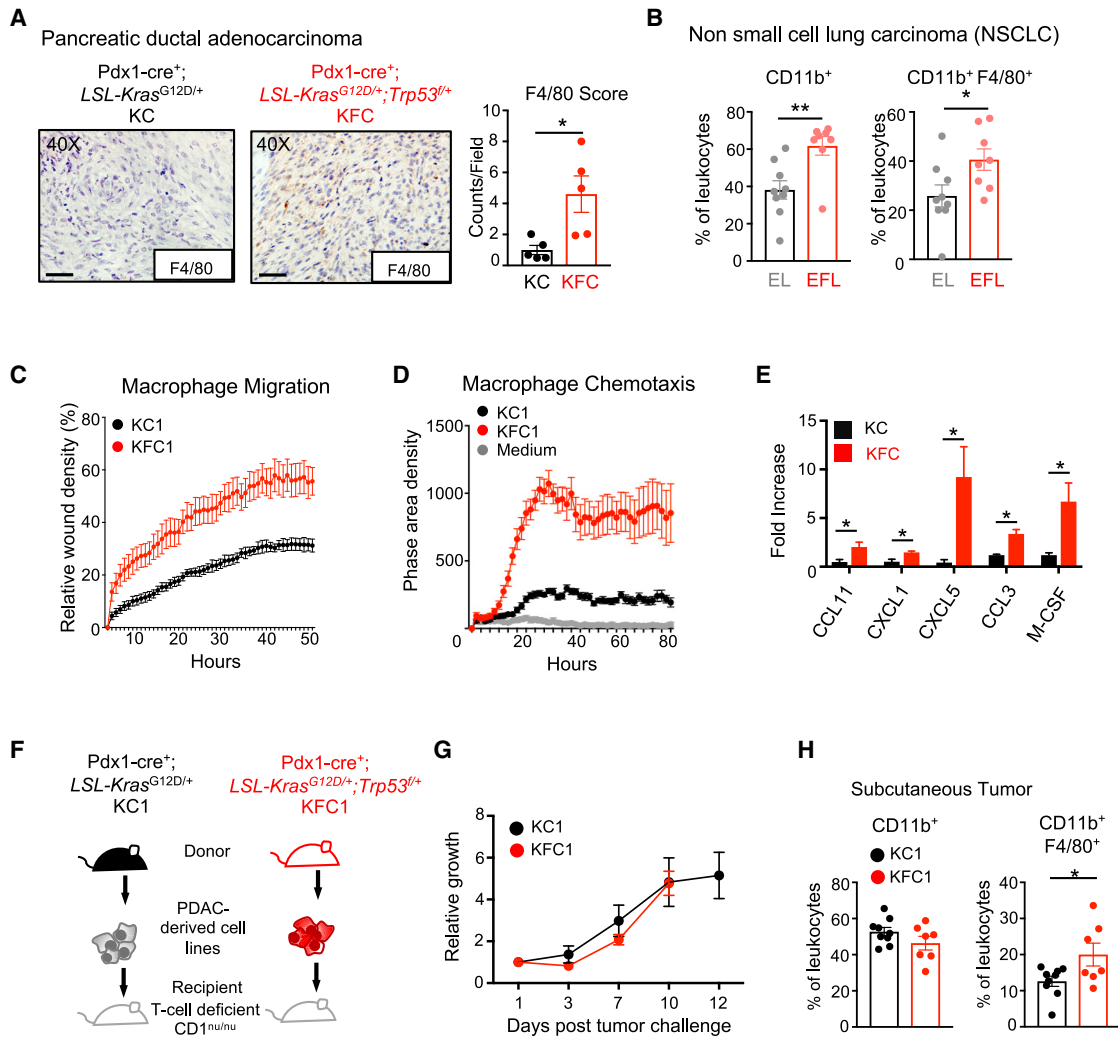 A
Pancreatic ductal adenocarcinoma
Pdx1-cre+;
LSL-KrasG12D/+
KC
40X
F4/80
Pdx1-cre+;
LSL-KrasG12D/+;Trp53f/+
KFC
40X
F4/80
F4/80 Score
*
Counts/Field
10
8
6
4
2
0
KC
KFC
B
Non small cell lung carcinoma (NSCLC)
CD11b+
**
% of leukocytes
80
60
40
20
0
EL
EFL
CD11b+ F4/80+
*
% of leukocytes
60
40
20
0
EL
EFL
C
Macrophage Migration
KC1
KFC1
Relative wound density (%)
80
60
40
20
0
10
20
30
40
50
Hours
D
Macrophage Chemotaxis
KC1
KFC1
Medium
Phase area density
1000
500
0
20
40
60
80
Hours
E
KC
KFC
Fold Increase
15
10
5
0
*
*
*
*
*
CCL11
CXCL1
CXCL5
CCL3
M-CSF
F
Pdx1-cre+;
LSL-KrasG12D/+
KC1
Pdx1-cre+;
LSL-KrasG12D/+;Trp53f/+
KFC1
Donor
PDAC-
derived cell
lines
Recipient
T-cell deficient
CD1nu/nu
G
KC1
KFC1
Relative growth
8
6
4
2
0
1
3
7
10
12
Days post tumor challenge
H
Subcutaneous Tumor
CD11b+
KC1
KFC1
% of leukocytes
80
60
40
20
0
CD11b+
F4/80+
*
% of leukocytes
40
30
20
10
0